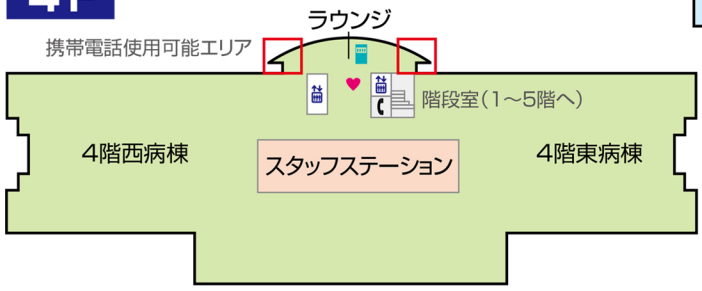 4F
ラウンジ
携帯電話使用可能エリア
階段室(1〜5階へ)
4階西病棟
スタッフステーション
4階東病棟